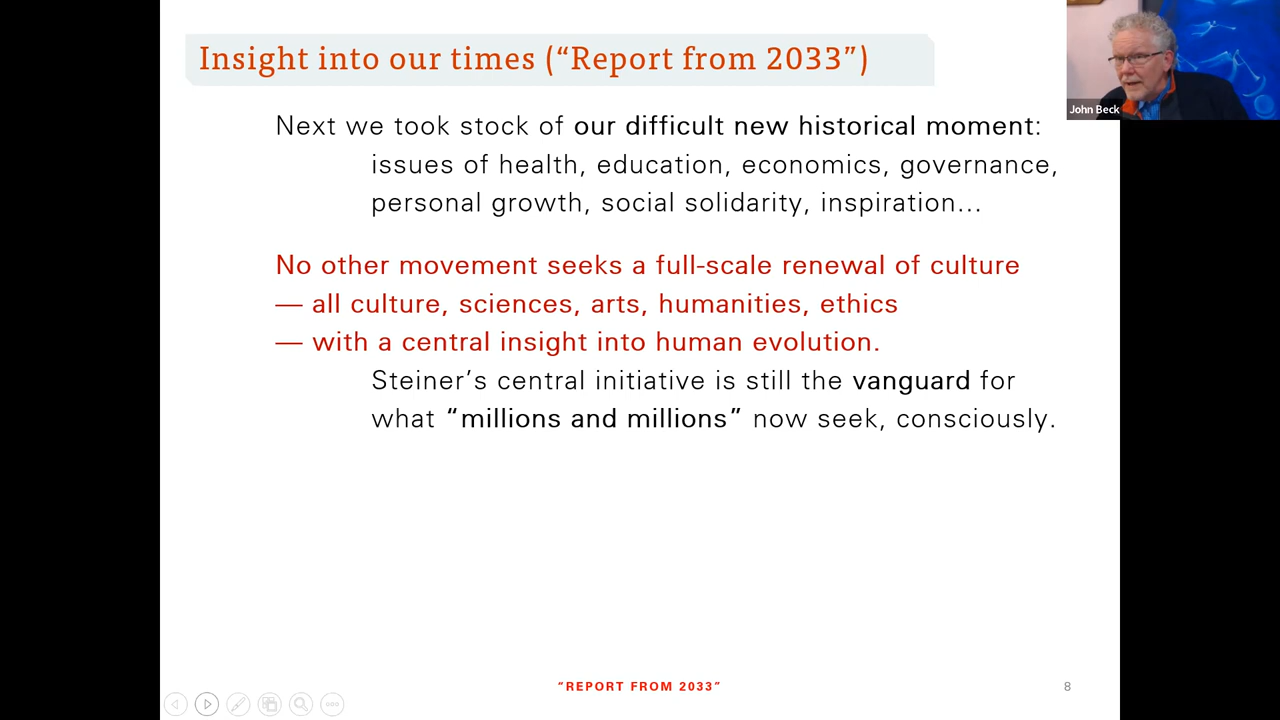 Insight into our times (“Report from 2033”)
John Beck
Next we took stock of our difficult new historical moment:
issues of health, education, economics, governance,
personal growth, social solidarity, inspiration...
No other movement seeks a full-scale renewal of culture
— all culture, sciences, arts, humanities, ethics
— with a central insight into human evolution.
Steiner’s central initiative is still the vanguard for
what “millions and millions” now seek, consciously.
“REPORT FROM 2033”
8